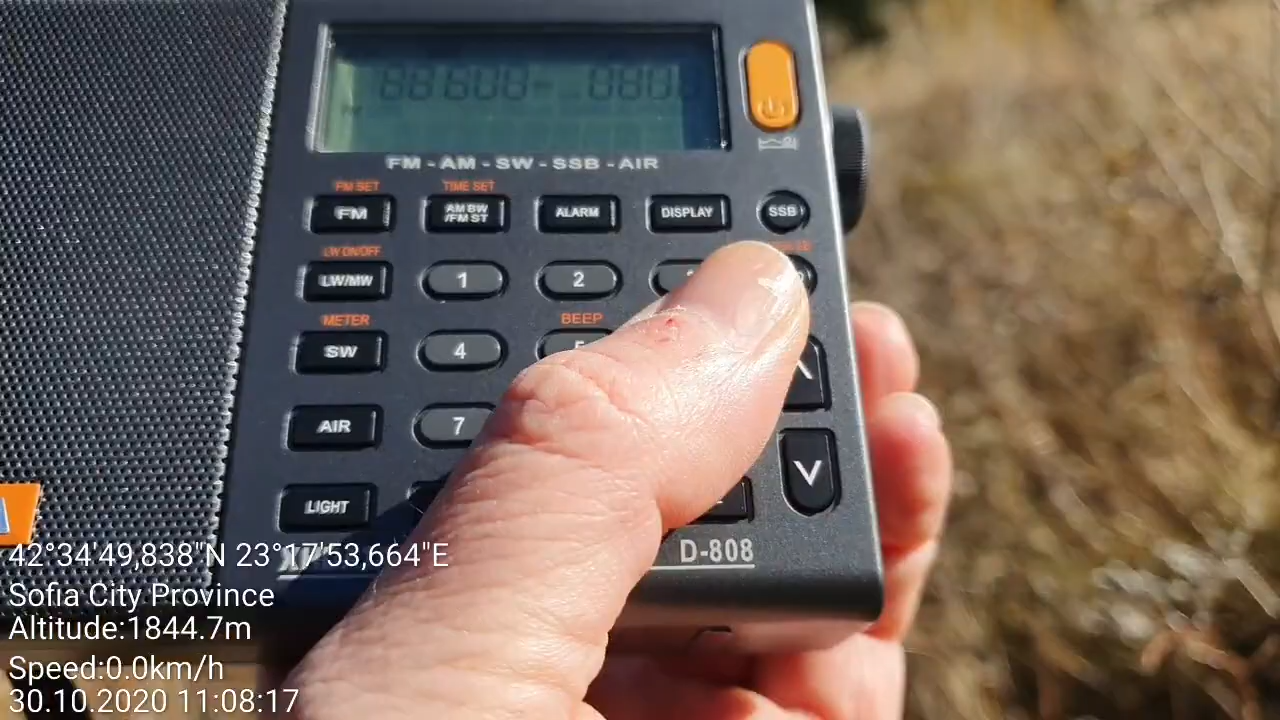 FM - AM - SW - SSB - AIR
FM SET TIME SET
FM AM BW /FM ST ALARM DISPLAY SSB
LW ON/OFF
LW/MW 1 2
METER BEEP
SW 4 5
AIR 7
LIGHT
D-808
42°34'49,838"N 23°17'53,664"E
Sofia City Province
Altitude:1844.7m
Speed:0.0km/h
30.10.2020 11:08:17